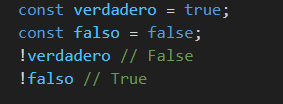 const verdadero = true;
const falso = false;
!verdadero // False
!falso // True